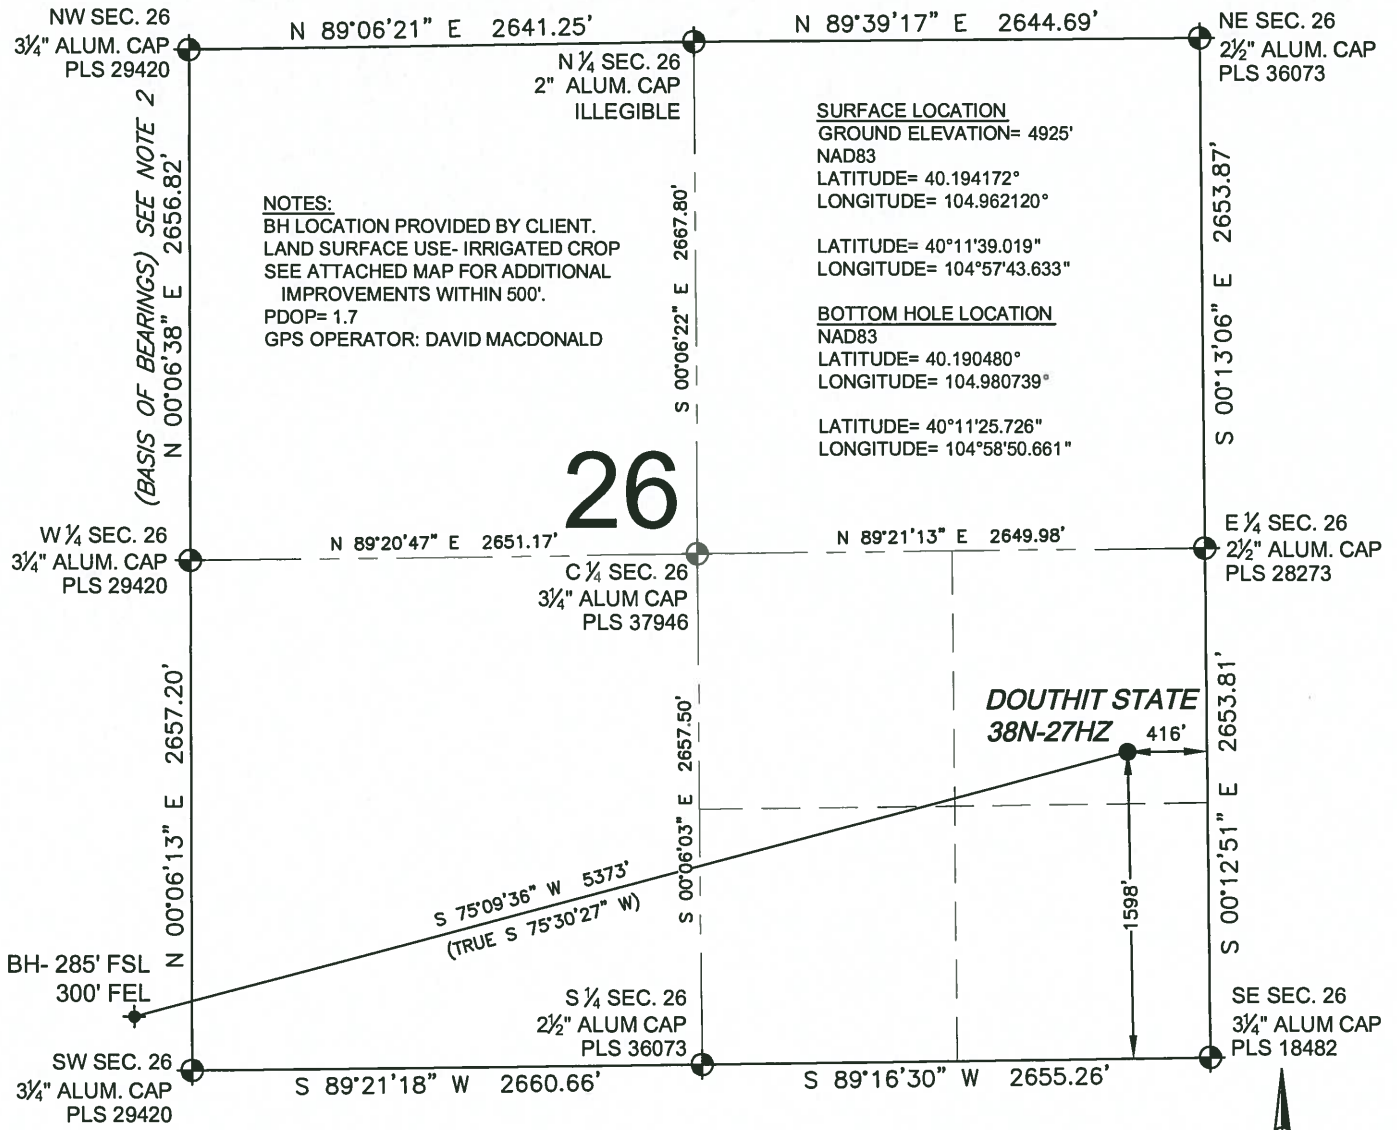 NW SEC. 26
3¼" ALUM. CAP
PLS 29420
N 89°06'21" E 2641.25'
N ¼ SEC. 26
2" ALUM. CAP
ILLEGIBLE
N 89°39'17" E 2644.69'
NE SEC. 26
2½" ALUM. CAP
PLS 36073
(BASIS OF BEARINGS) SEE NOTE 2
N 00°06'38" E 2656.82'
NOTES:
BH LOCATION PROVIDED BY CLIENT.
LAND SURFACE USE- IRRIGATED CROP
SEE ATTACHED MAP FOR ADDITIONAL
IMPROVEMENTS WITHIN 500'.
PDOP= 1.7
GPS OPERATOR: DAVID MACDONALD
S 00°06'22" E 2667.80'
SURFACE LOCATION
GROUND ELEVATION= 4925'
NAD83
LATITUDE= 40.194172°
LONGITUDE= 104.962120°
LATITUDE= 40°11'39.019"
LONGITUDE= 104°57'43.633"
BOTTOM HOLE LOCATION
NAD83
LATITUDE= 40.190480°
LONGITUDE= 104.980739°
LATITUDE= 40°11'25.726"
LONGITUDE= 104°58'50.661"
S 00°13'06" E 2653.87'
26
W ¼ SEC. 26
3¼" ALUM. CAP
PLS 29420
N 89°20'47" E 2651.17'
C ¼ SEC. 26
3¼" ALUM CAP
PLS 37946
N 89°21'13" E 2649.98'
E ¼ SEC. 26
2½" ALUM. CAP
PLS 28273
N 00°06'13" E 2657.20'
S 00°06'03" E 2657.50'
DOUTHIT STATE
38N-27HZ
416'
1598'
S 00°12'51" E 2653.81'
S 75°09'36" W 5373'
(TRUE S 75°30'27" W)
BH- 285' FSL
300' FEL
SW SEC. 26
3¼" ALUM. CAP
PLS 29420
S 89°21'18" W 2660.66'
S ¼ SEC. 26
2½" ALUM CAP
PLS 36073
S 89°16'30" W 2655.26'
SE SEC. 26
3¼" ALUM CAP
PLS 18482